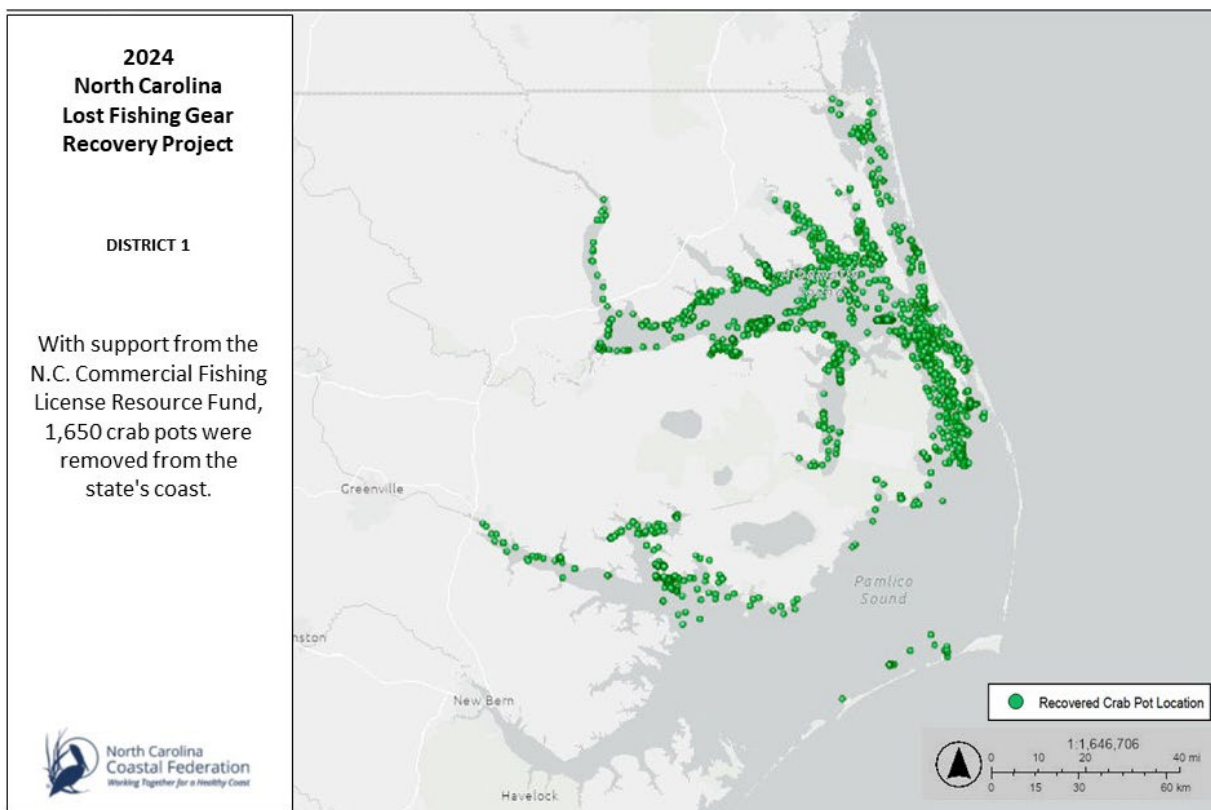 2024
North Carolina
Lost Fishing Gear
Recovery Project
DISTRICT 1
With support from the
N.C. Commercial Fishing
License Resource Fund,
1,650 crab pots were
removed from the
state's coast.
North Carolina
Coastal Federation
Working Together for a Healthy Coast
Greenville
Pamlico
Sound
nston
New Bern
Havelock
Recovered Crab Pot Location
1:1,646,706
0 10 20 40 mi
0 30 60 km